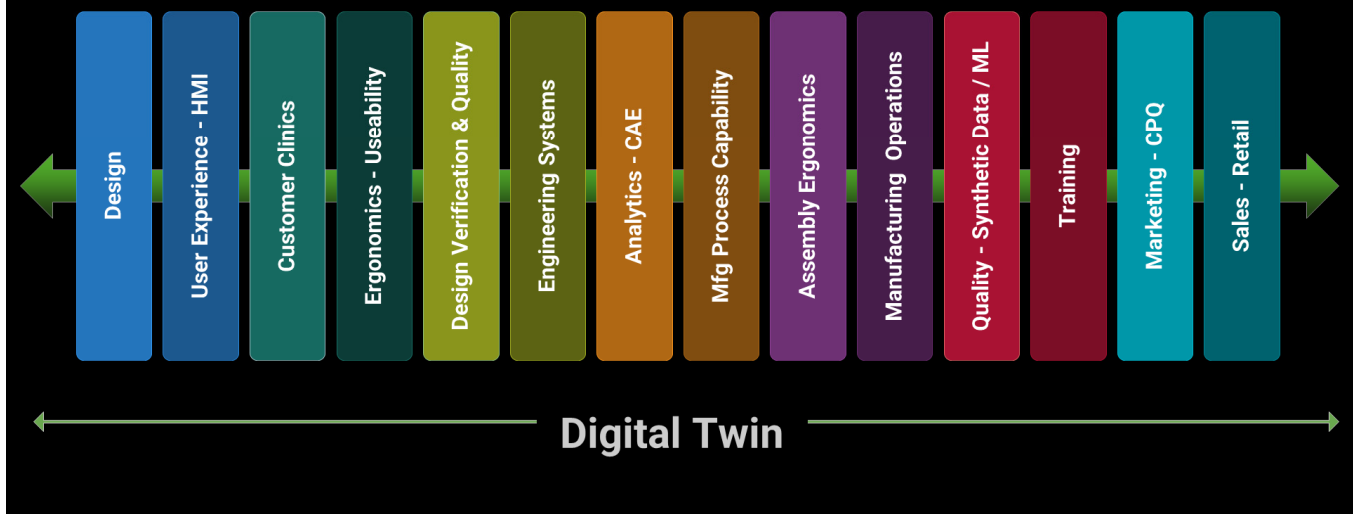 Design
User Experience - HMI
Customer Clinics
Ergonomics - Useability
Design Verification & Quality
Engineering Systems
Analytics - CAE
Mfg Process Capability
Assembly Ergonomics
Manufacturing  Operations
Quality - Synthetic Data / ML
Training
Marketing - CPQ
Sales - Retail
Digital Twin